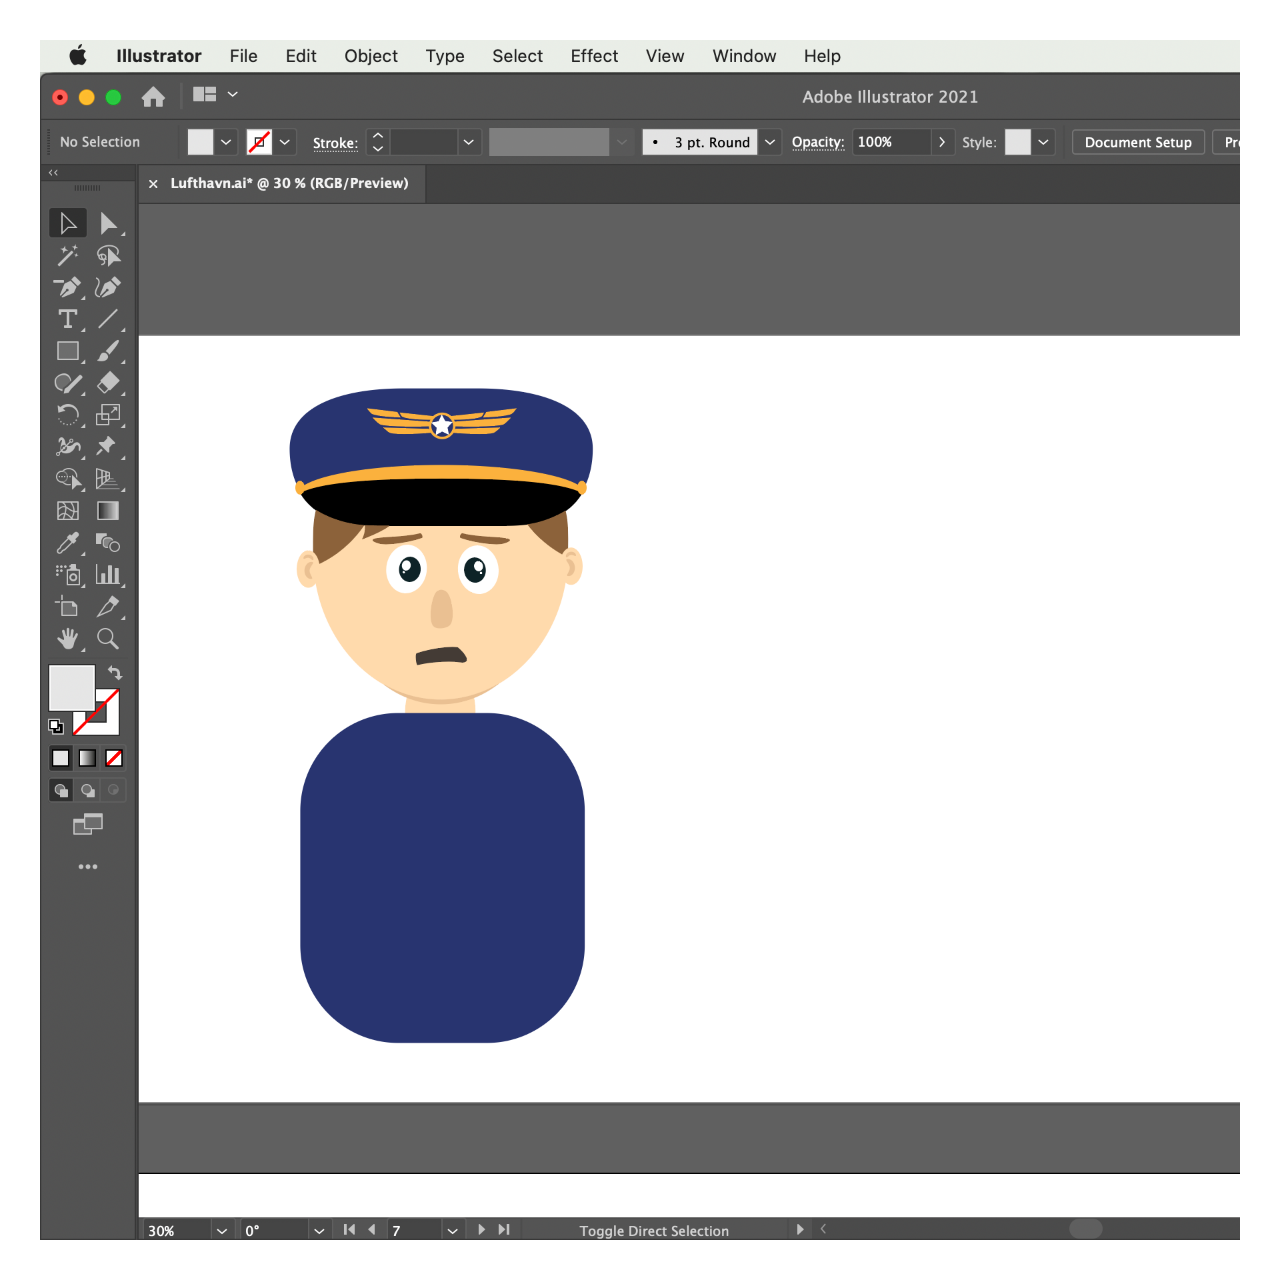 Illustrator File Edit Object Type Select Effect View Window Help
Adobe Illustrator 2021
No Selection Stroke: 3 pt. Round Opacity: 100% Style: Document Setup
Lufthavn.ai* @ 30 % (RGB/Preview)
30% 0° 7 Toggle Direct Selection